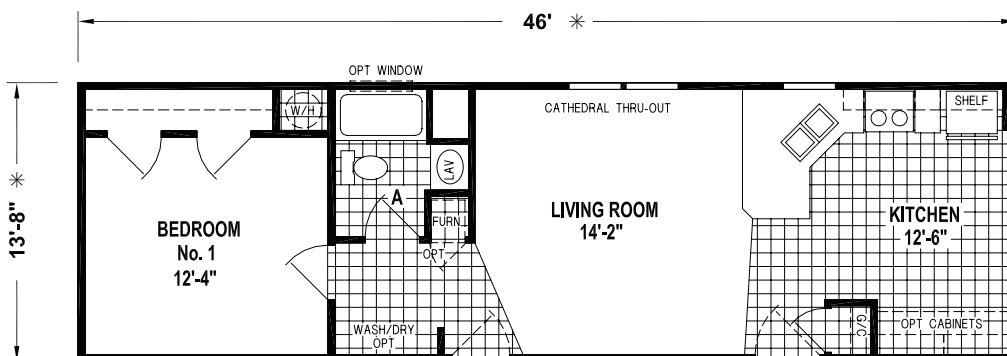 46' ✳
OPT WINDOW
W/H
CATHEDRAL THRU-OUT
SHELF
13'-8" ✳
LAV
A
BEDROOM
No. 1
12'-4"
LIVING ROOM
14'-2"
KITCHEN
12'-6"
FURN
OPT
WASH/DRY
OPT
G/C
OPT CABINETS